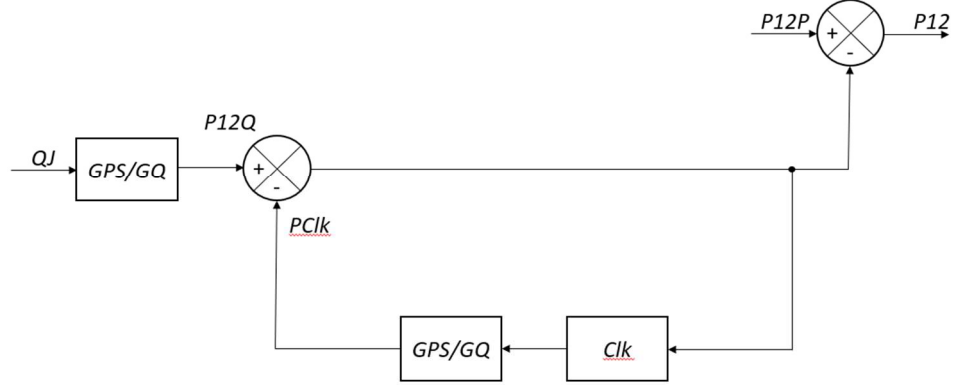 P12P
P12
+
-
P12Q
QJ
GPS/GQ
+
-
PClk
GPS/GQ
Clk